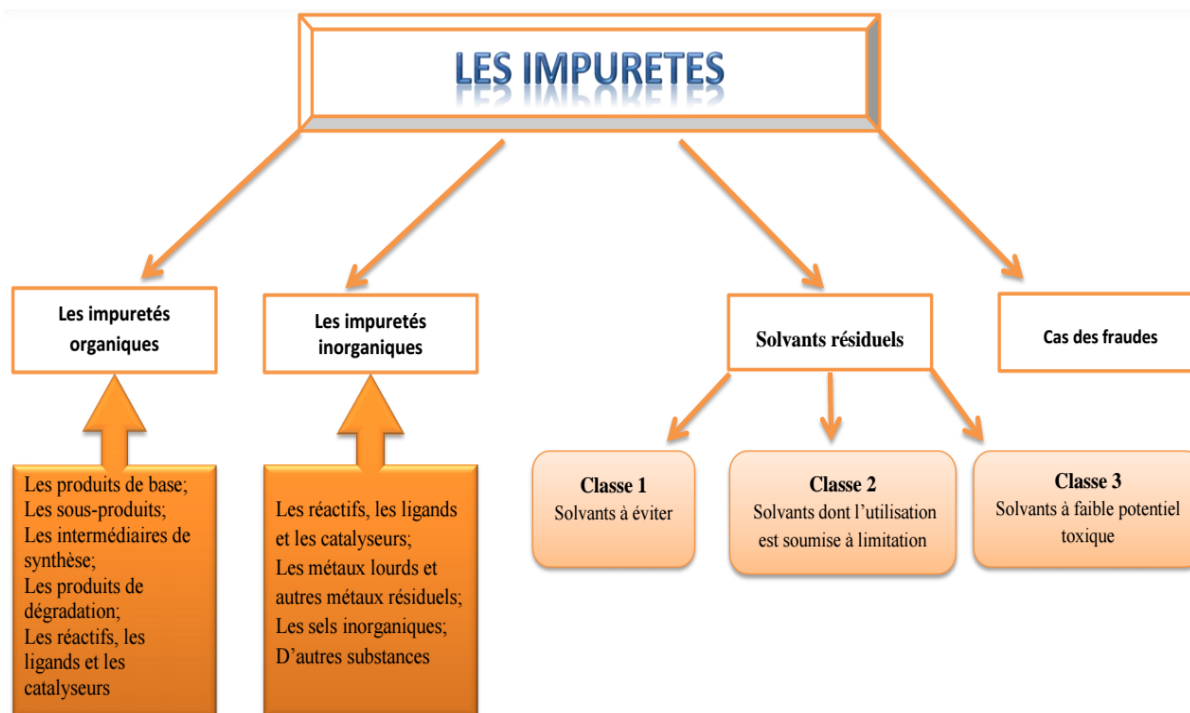 LES IMPURETES
Les impuretés
organiques
Les impuretés
inorganiques
Solvants résiduels
Cas des fraudes
Les produits de base;
Les sous-produits;
Les intermédiaires de
synthèse;
Les produits de
dégradation;
Les réactifs, les
ligands et les
catalyseurs
Les réactifs, les ligands
et les catalyseurs;
Les métaux lourds et
autres métaux résiduels;
Les sels inorganiques;
D’autres substances
Classe 1
Solvants à éviter
Classe 2
Solvants dont l’utilisation
est soumise à limitation
Classe 3
Solvants à faible potentiel
toxique